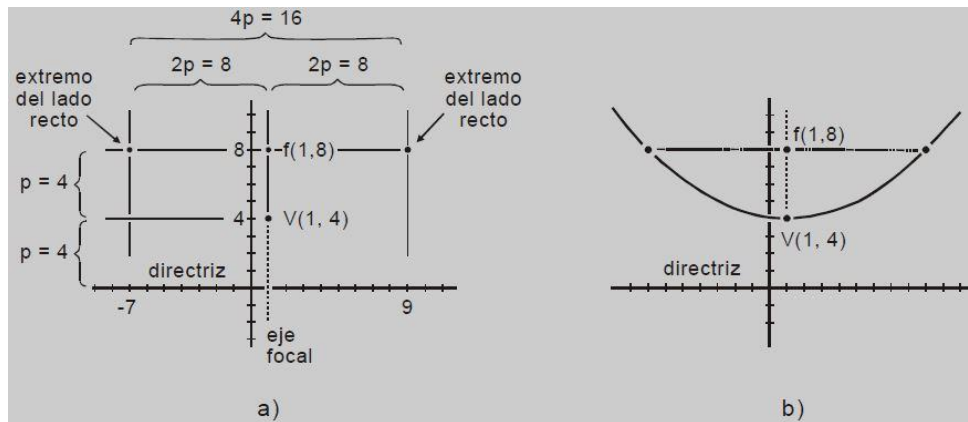 4p = 16
2p = 8
2p = 8
extremo
del lado
recto
extremo
del lado
recto
8
f(1,8)
p = 4
4
V(1, 4)
p = 4
directriz
-7
9
eje
focal
a)
f(1,8)
V(1, 4)
b)